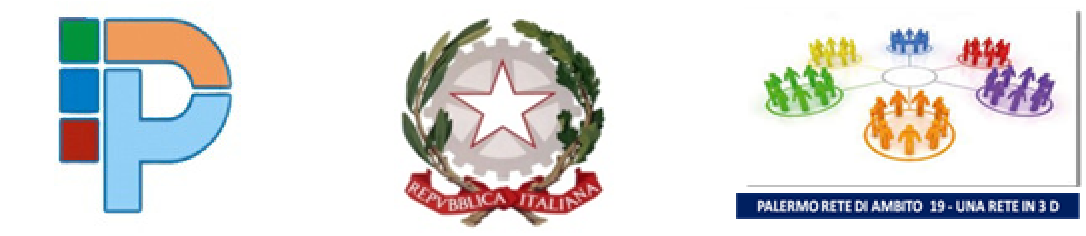 REPVBBLICA ITALIANA
PALERMO RETE DI AMBITO 19 - UNA RETE IN 3 D